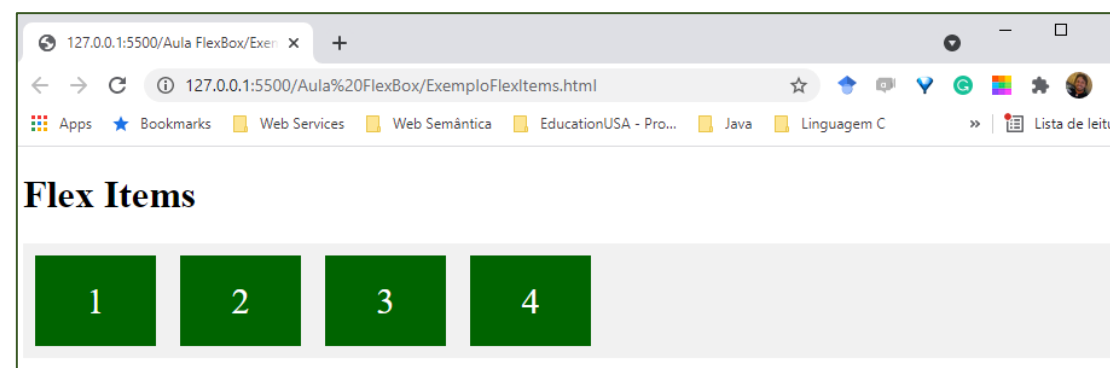 127.0.0.1:5500/Aula FlexBox/Exen
127.0.0.1:5500/Aula%20FlexBox/ExemploFlexItems.html
Apps Bookmarks Web Services Web Semântica EducationUSA - Pro... Java Linguagem C » Lista de leitu
Flex Items
1 2 3 4